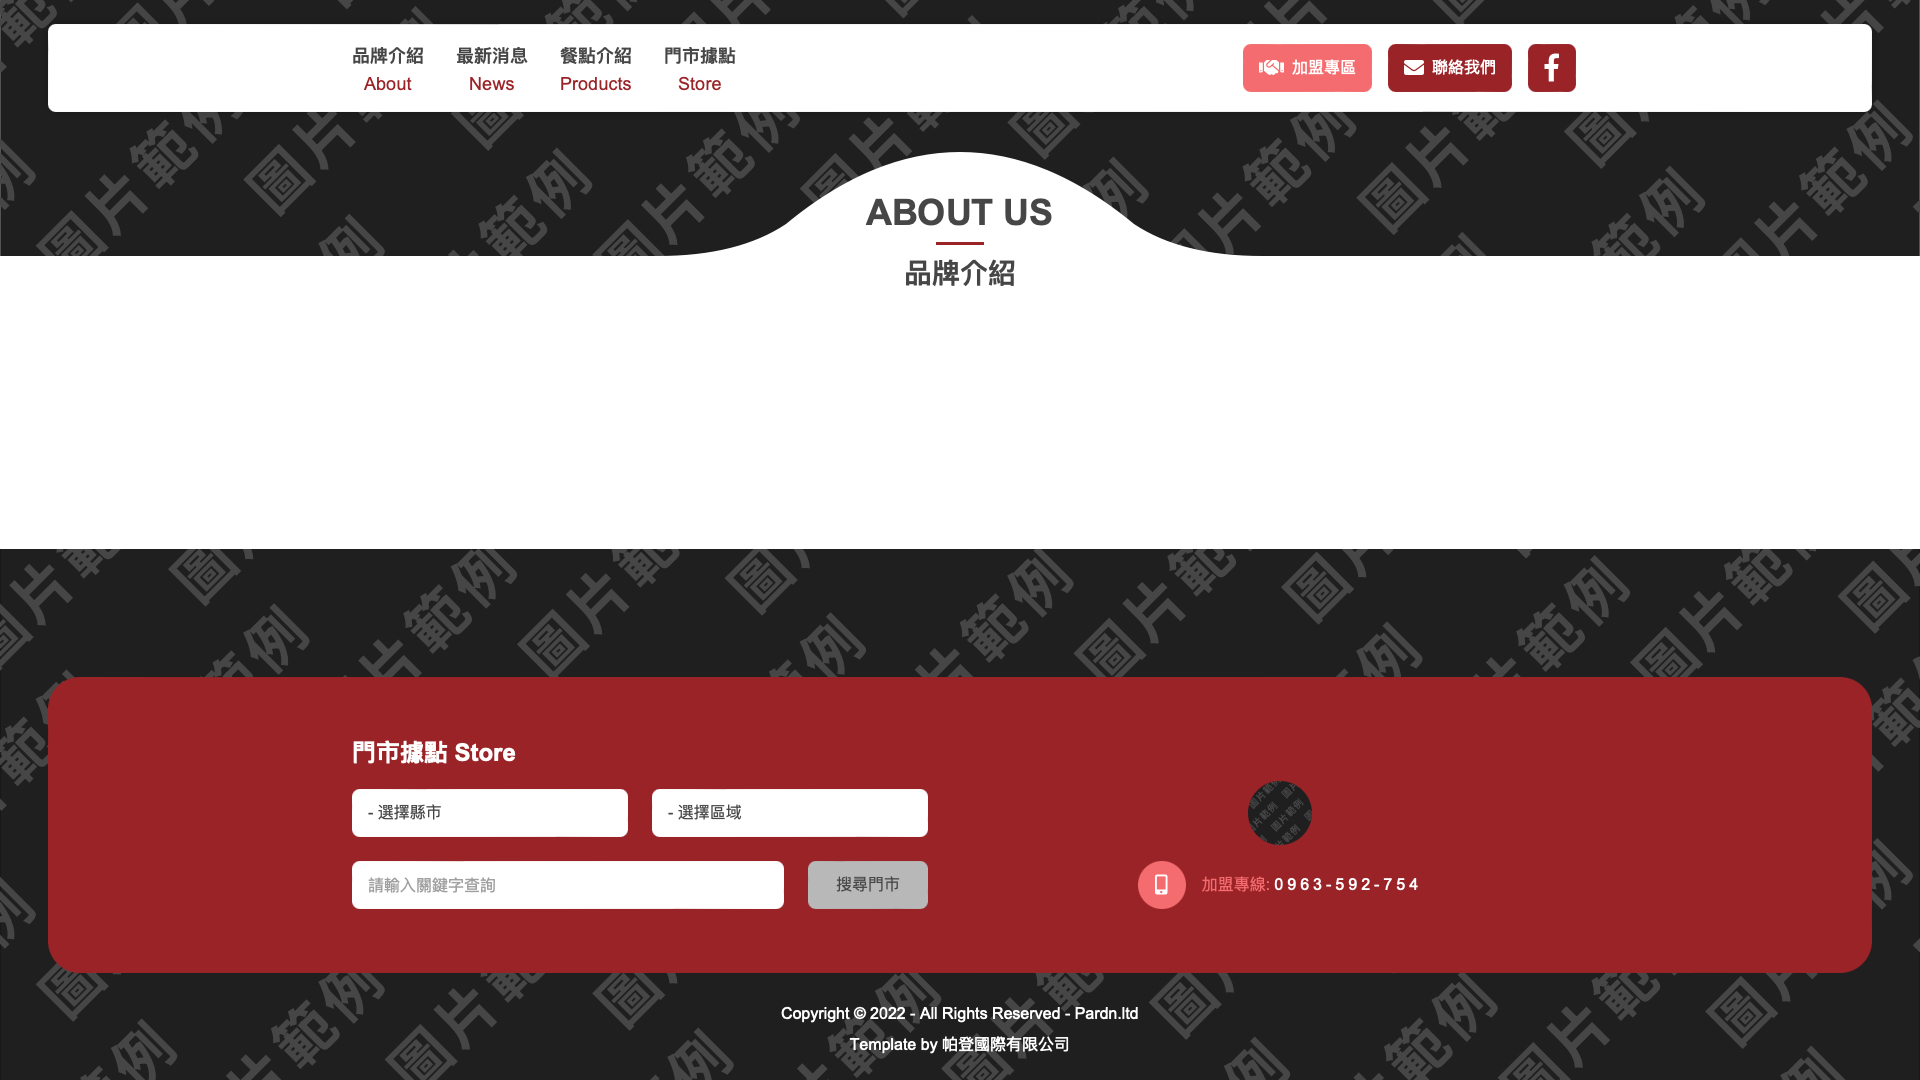 品牌介紹
About
最新消息
News
餐點介紹
Products
門市據點
Store
加盟專區
聯絡我們
ABOUT US
品牌介紹
圖片範例
門市據點 Store
- 選擇縣市
- 選擇區域
請輸入關鍵字查詢
搜尋門市
加盟專線: 0963-592-754
Copyright © 2022 - All Rights Reserved - Pardn.ltd
Template by 帕登國際有限公司